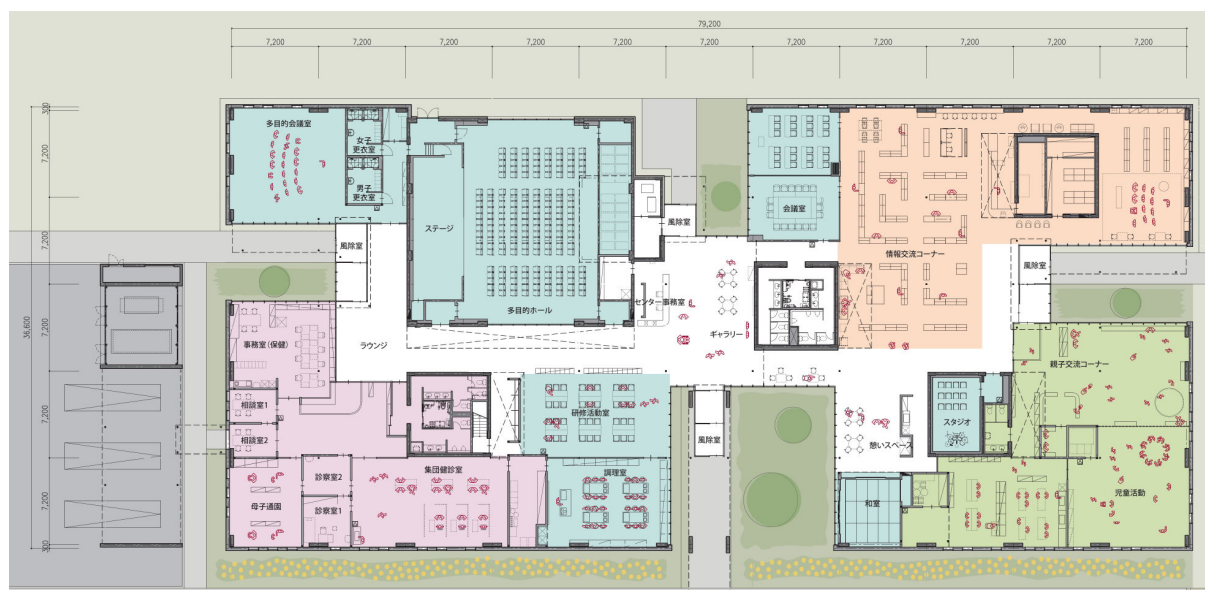 79,200
7,200 7,200 7,200 7,200 7,200 7,200 7,200 7,200 7,200 7,200 7,200
36,600
300
7,200
7,200
7,200
7,200
7,200
300
多目的会議室
女子
更衣室
男子
更衣室
風除室
ステージ
多目的ホール
風除室
会議室
情報交流コーナー
風除室
センター事務室
ギャラリー
ラウンジ
事務室（保健）
相談室1
相談室2
研修活動室
風除室
憩いスペース
スタジオ
親子交流コーナー
母子通園
診察室2
診察室1
集団健診室
調理室
和室
児童活動